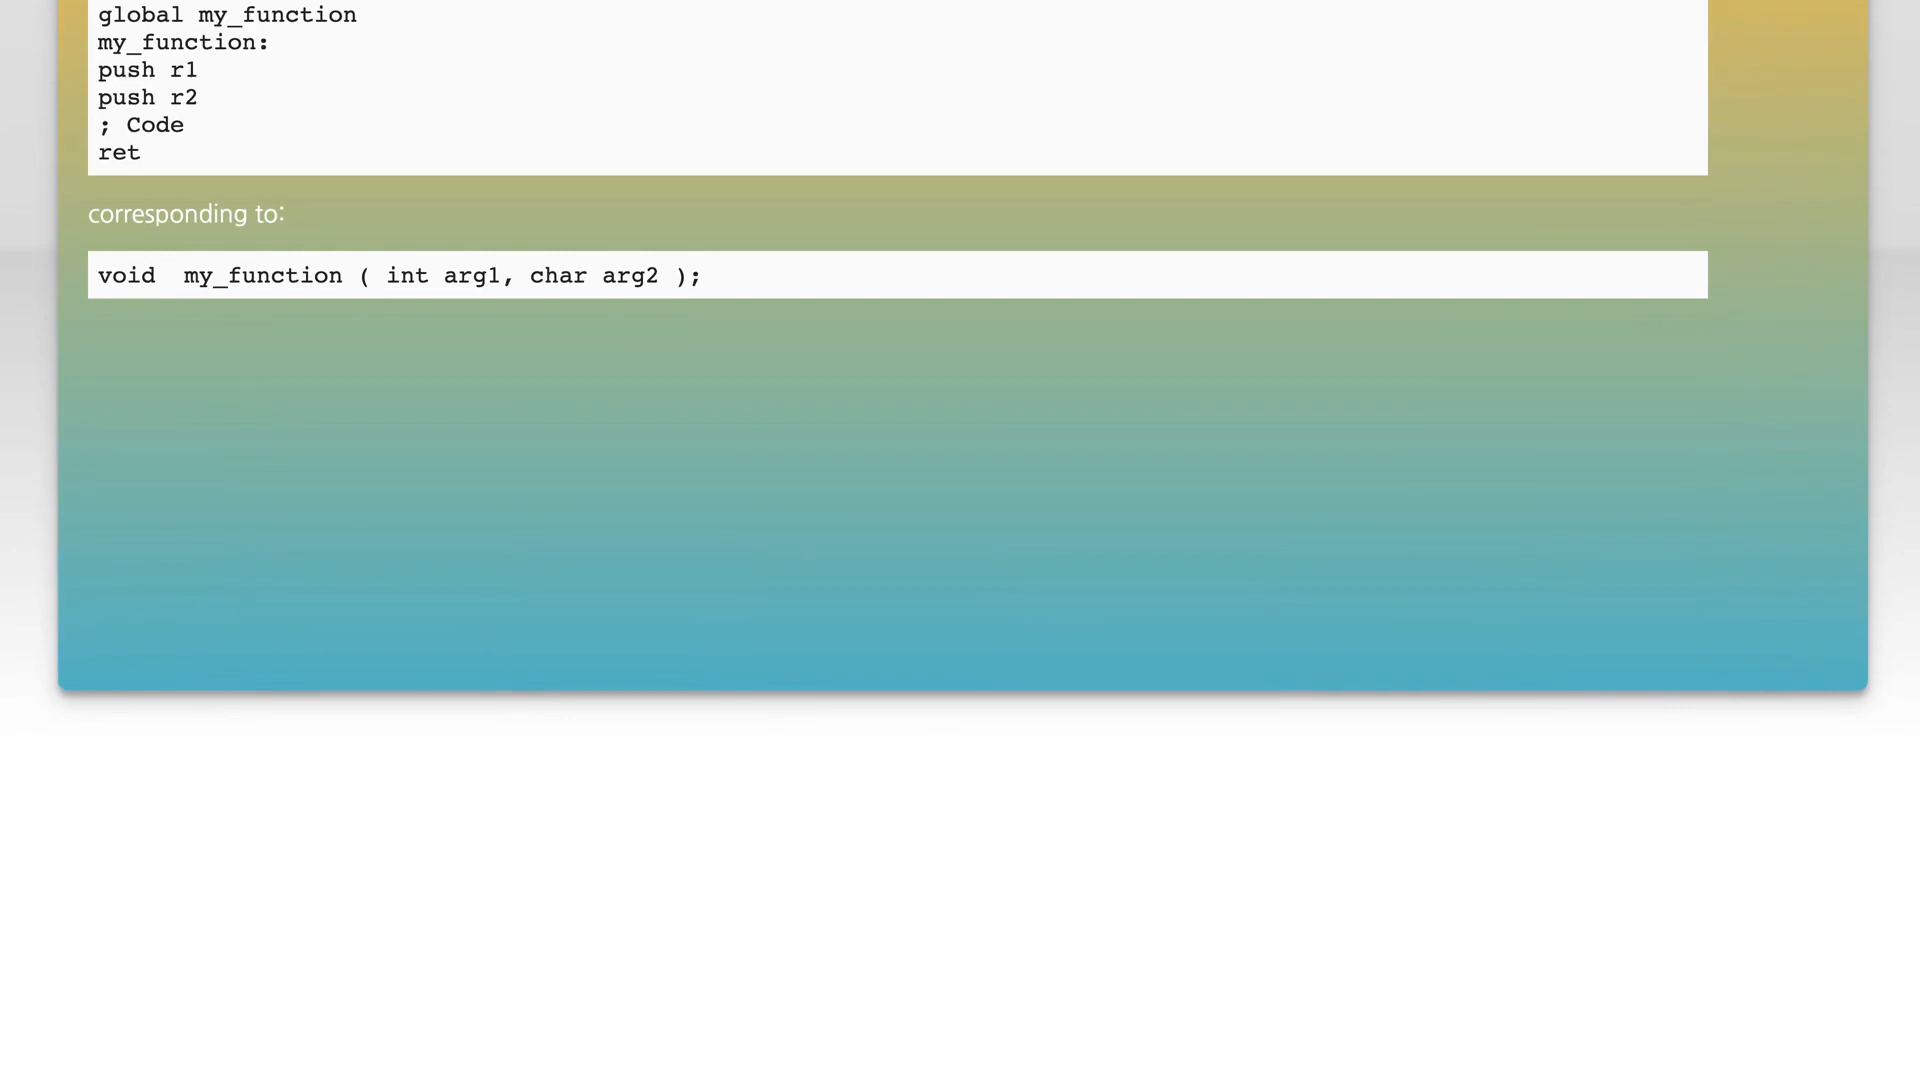 global my_function
my_function:
push r1
push r2
; Code
ret
corresponding to:
void  my_function ( int arg1, char arg2 );